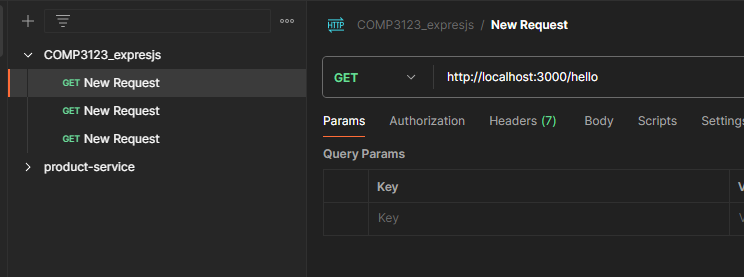 HTTP COMP3123_expresjs / New Request
COMP3123_expresjs
GET New Request
GET New Request
GET New Request
product-service
GET http://localhost:3000/hello
Params Authorization Headers (7) Body Scripts Settings
Query Params
Key V
Key V